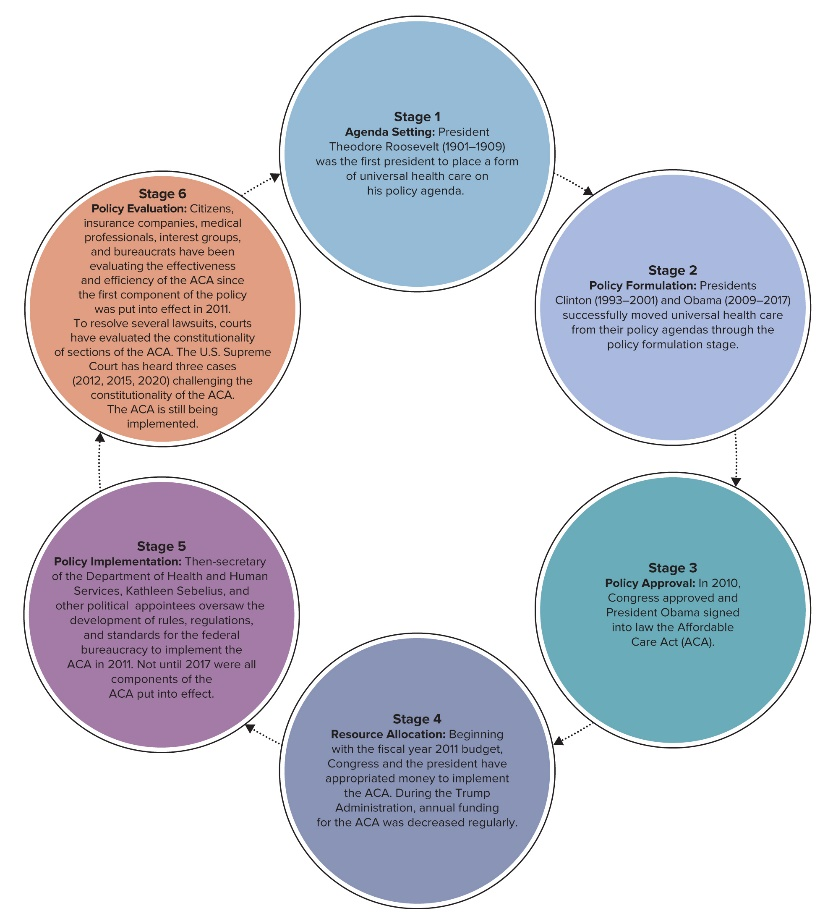 Stage 1
Agenda Setting: President
Theodore Roosevelt (1901–1909)
was the first president to place a form
of universal health care on
his policy agenda.
Stage 2
Policy Formulation: Presidents
Clinton (1993–2001) and Obama (2009–2017)
successfully moved universal health care
from their policy agendas through the
policy formulation stage.
Stage 3
Policy Approval: In 2010,
Congress approved and
President Obama signed
into law the Affordable
Care Act (ACA).
Stage 4
Resource Allocation: Beginning
with the fiscal year 2011 budget,
Congress and the president have
appropriated money to implement
the ACA. During the Trump
Administration, annual funding
for the ACA was decreased regularly.
Stage 5
Policy Implementation: Then-secretary
of the Department of Health and Human
Services, Kathleen Sebelius, and
other political appointees oversaw the
development of rules, regulations,
and standards for the federal
bureaucracy to implement the
ACA in 2011. Not until 2017 were all
components of the
ACA put into effect.
Stage 6
Policy Evaluation: Citizens,
insurance companies, medical
professionals, interest groups,
and bureaucrats have been
evaluating the effectiveness
and efficiency of the ACA since
the first component of the policy
was put into effect in 2011.
To resolve several lawsuits, courts
have evaluated the constitutionality
of sections of the ACA. The U.S. Supreme
Court has heard three cases
(2012, 2015, 2020) challenging the
constitutionality of the ACA.
The ACA is still being
implemented.